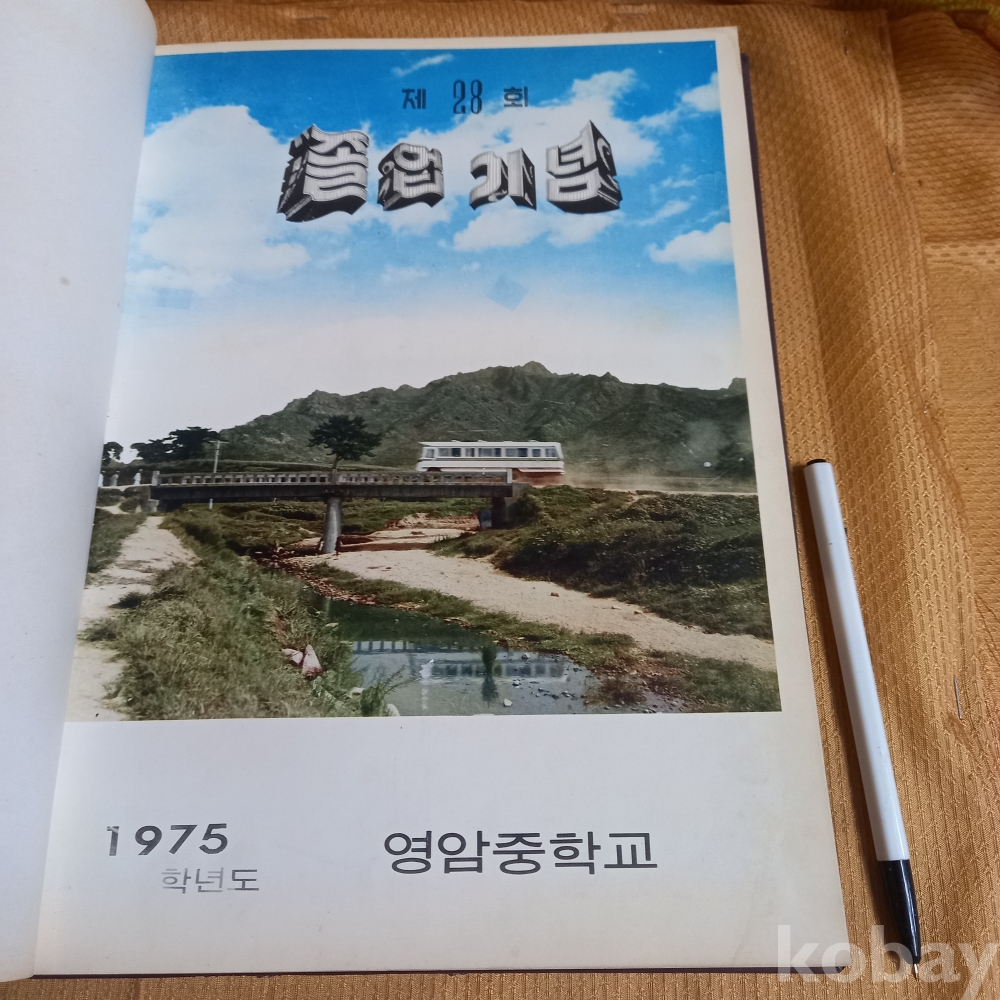 제 28 회
졸업기념
1975
학년도
영암중학교
kobay